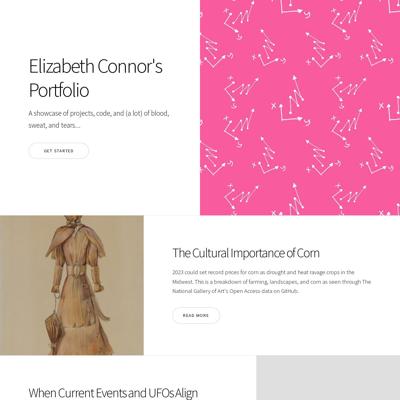 Elizabeth Connor's
Portfolio
A showcase of projects, code, and (a lot) of blood,
sweat, and tears...
GET STARTED
The Cultural Importance of Corn
2023 could set record prices for corn as drought and heat ravage crops in the
Midwest. This is a breakdown of farming, landscapes, and corn as seen through The
National Gallery of Art's Open Access data on GitHub.
READ MORE
When Current Events and UFOs Align